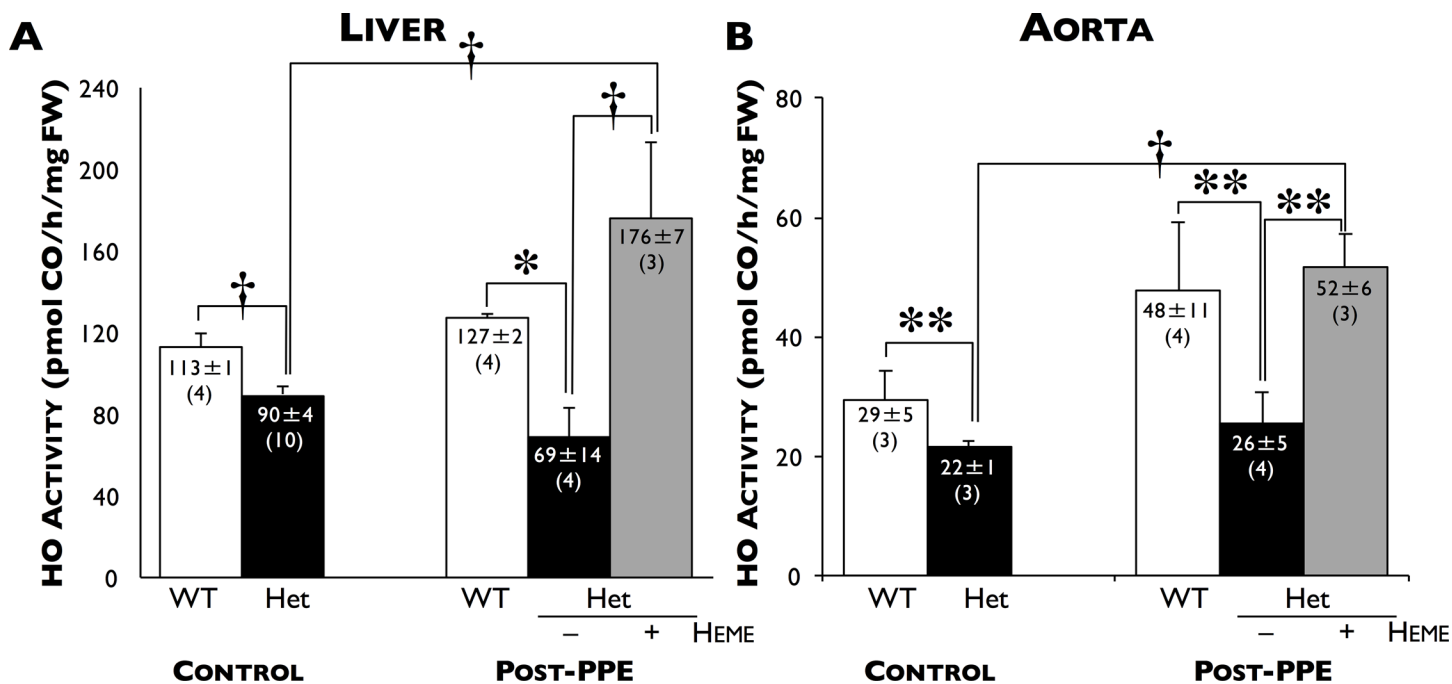 A
LIVER
HO ACTIVITY (pmol CO/h/mg FW)
240
200
160
120
80
40
0
†
†
†
*
113±1
(4)
90±4
(10)
127±2
(4)
69±14
(4)
176±7
(3)
WT
Het
WT
Het
– + HEME
CONTROL
POST-PPE
B
AORTA
HO ACTIVITY (pmol CO/h/mg FW)
80
60
40
20
0
†
**
**
**
29±5
(3)
22±1
(3)
48±11
(4)
26±5
(4)
52±6
(3)
WT
Het
WT
Het
– + HEME
CONTROL
POST-PPE